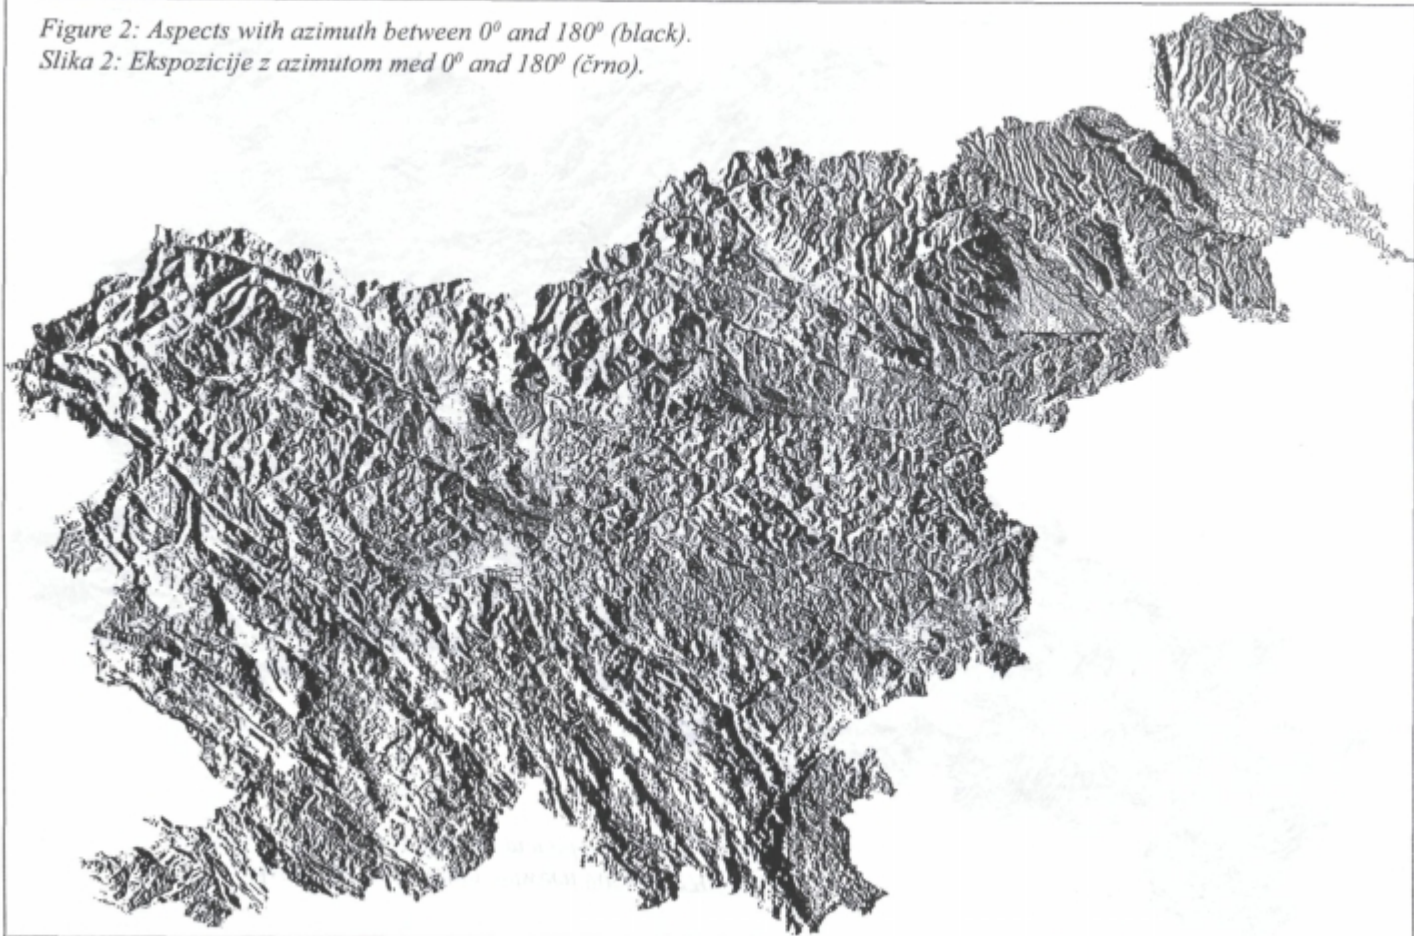 Figure 2: Aspects with azimuth between 0⁰ and 180⁰ (black).
Slika 2: Ekspozicije z azimutom med 0⁰ and 180⁰ (črno).